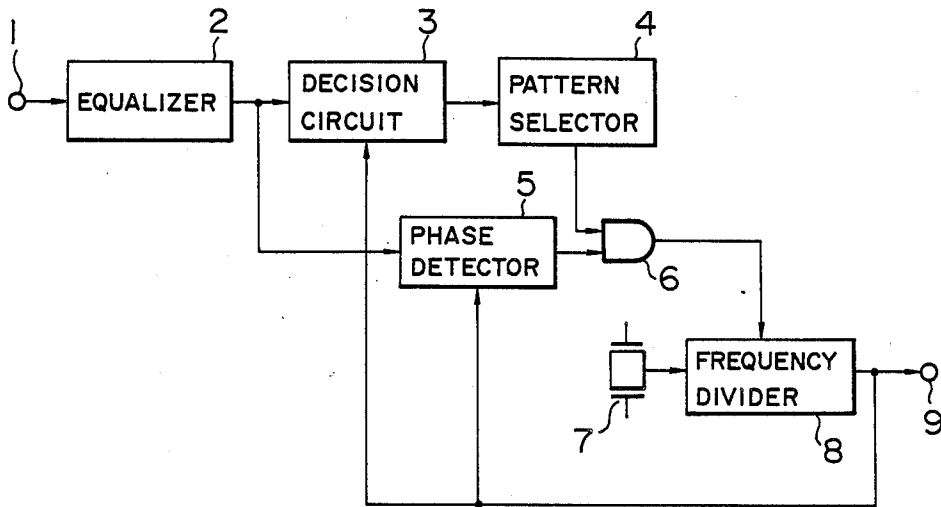 1
2
3
4
EQUALIZER
DECISION
CIRCUIT
PATTERN
SELECTOR
5
PHASE
DETECTOR
6
7
FREQUENCY
DIVIDER
8
9